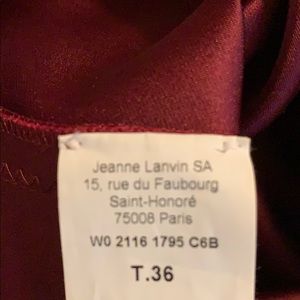 Jeanne Lanvin SA
15, rue du Faubourg
Saint-Honoré
75008 Paris
W0 2116 1795 C6B
T.36